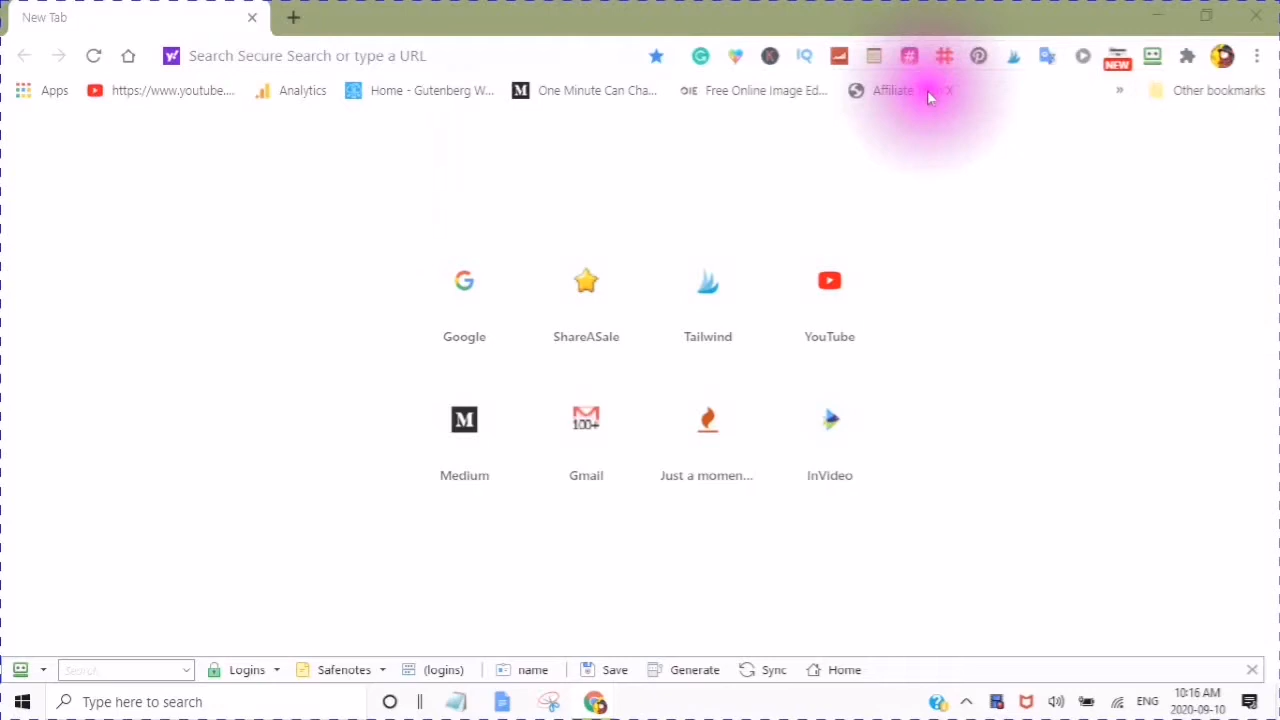 New Tab
Search Secure Search or type a URL
NEW
Apps
https://www.youtube....
Analytics
Home - Gutenberg W...
One Minute Can Cha...
OIE Free Online Image Ed...
Affiliate
»
Other bookmarks
Google
ShareASale
Tailwind
YouTube
M
100+
Medium
Gmail
Just a momen...
InVideo
Search
Logins
Safenotes
(logins)
name
Save
Generate
Sync
Home
Type here to search
ENG
10:16 AM
2020-09-10